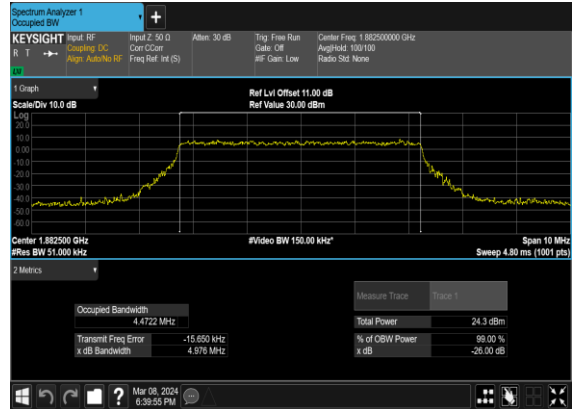 Spectrum Analyzer 1
Occupied BW
+
KEYSIGHT Input: RF Input Z: 50 Ω Atten: 30 dB Trig: Free Run Center Freq: 1.882500000 GHz
R T Coupling: DC Corr CCorr Gate: Off Avg|Hold: 100/100
Align: Auto/No RF Freq Ref: Int (S) #IF Gain: Low Radio Std: None
1 Graph
Ref Lvl Offset 11.00 dB
Scale/Div 10.0 dB Ref Value 30.00 dBm
Log
20.0
10.0
0.00
-10.0
-20.0
-30.0
-40.0
-50.0
-60.0
Center 1.882500 GHz #Video BW 150.00 kHz* Span 10 MHz
#Res BW 51.000 kHz Sweep 4.80 ms (1001 pts)
2 Metrics
Measure Trace Trace 1
Occupied Bandwidth
4.4722 MHz Total Power 24.3 dBm
Transmit Freq Error -15.650 kHz % of OBW Power 99.00 %
x dB Bandwidth 4.976 MHz x dB -26.00 dB
? Mar 08, 2024
6:39:55 PM